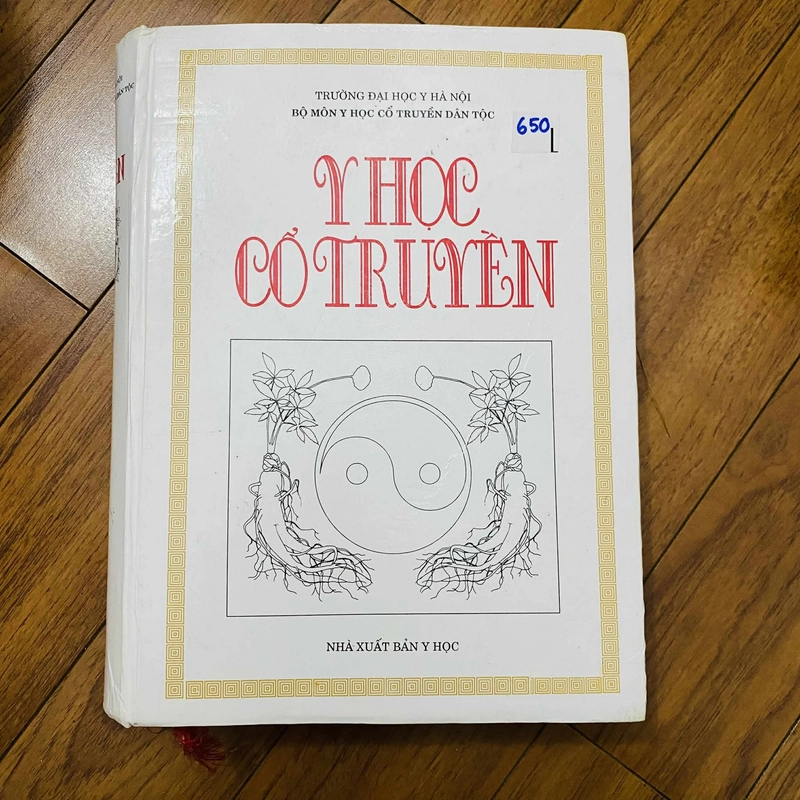 TRƯỜNG ĐẠI HỌC Y HÀ NỘI
BỘ MÔN Y HỌC CỔ TRUYỀN DÂN TỘC
650
Y HỌC
CỔ TRUYỀN
NHÀ XUẤT BẢN Y HỌC